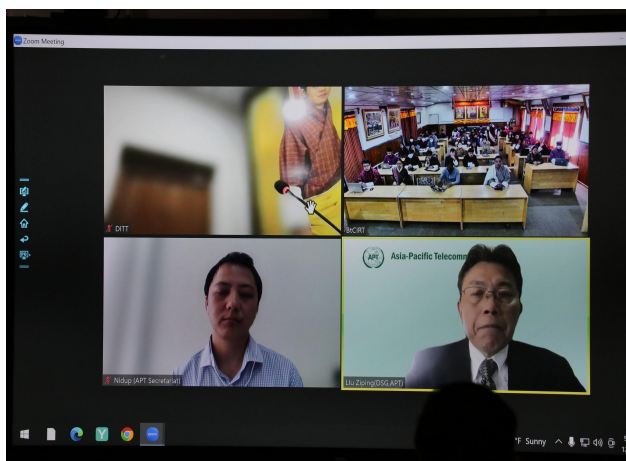 Zoom Meeting
DITT
BtCIRT
APT
Asia-Pacific Telecomm
Nidup (APT Secretariat)
LIu Ziping(DSG,APT)
°F Sunny